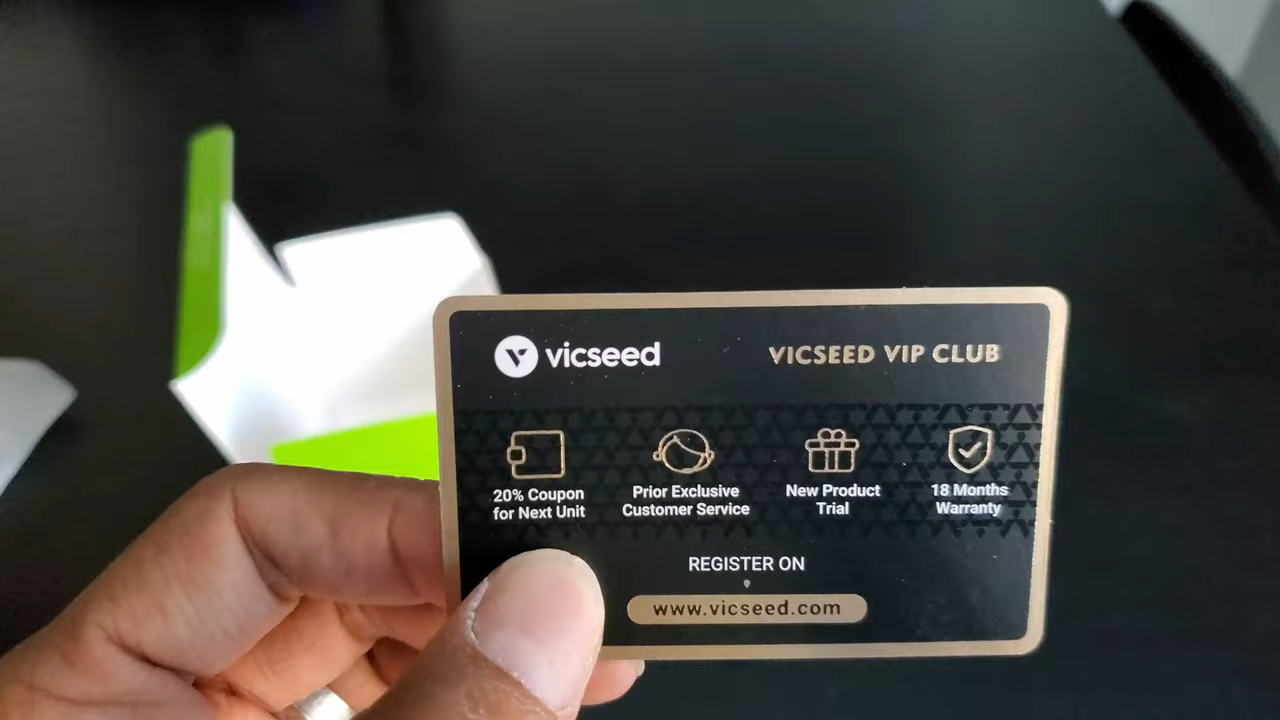 vicseed
VICSEED VIP CLUB
20% Coupon
for Next Unit
Prior Exclusive
Customer Service
New Product
Trial
18 Months
Warranty
REGISTER ON
www.vicseed.com